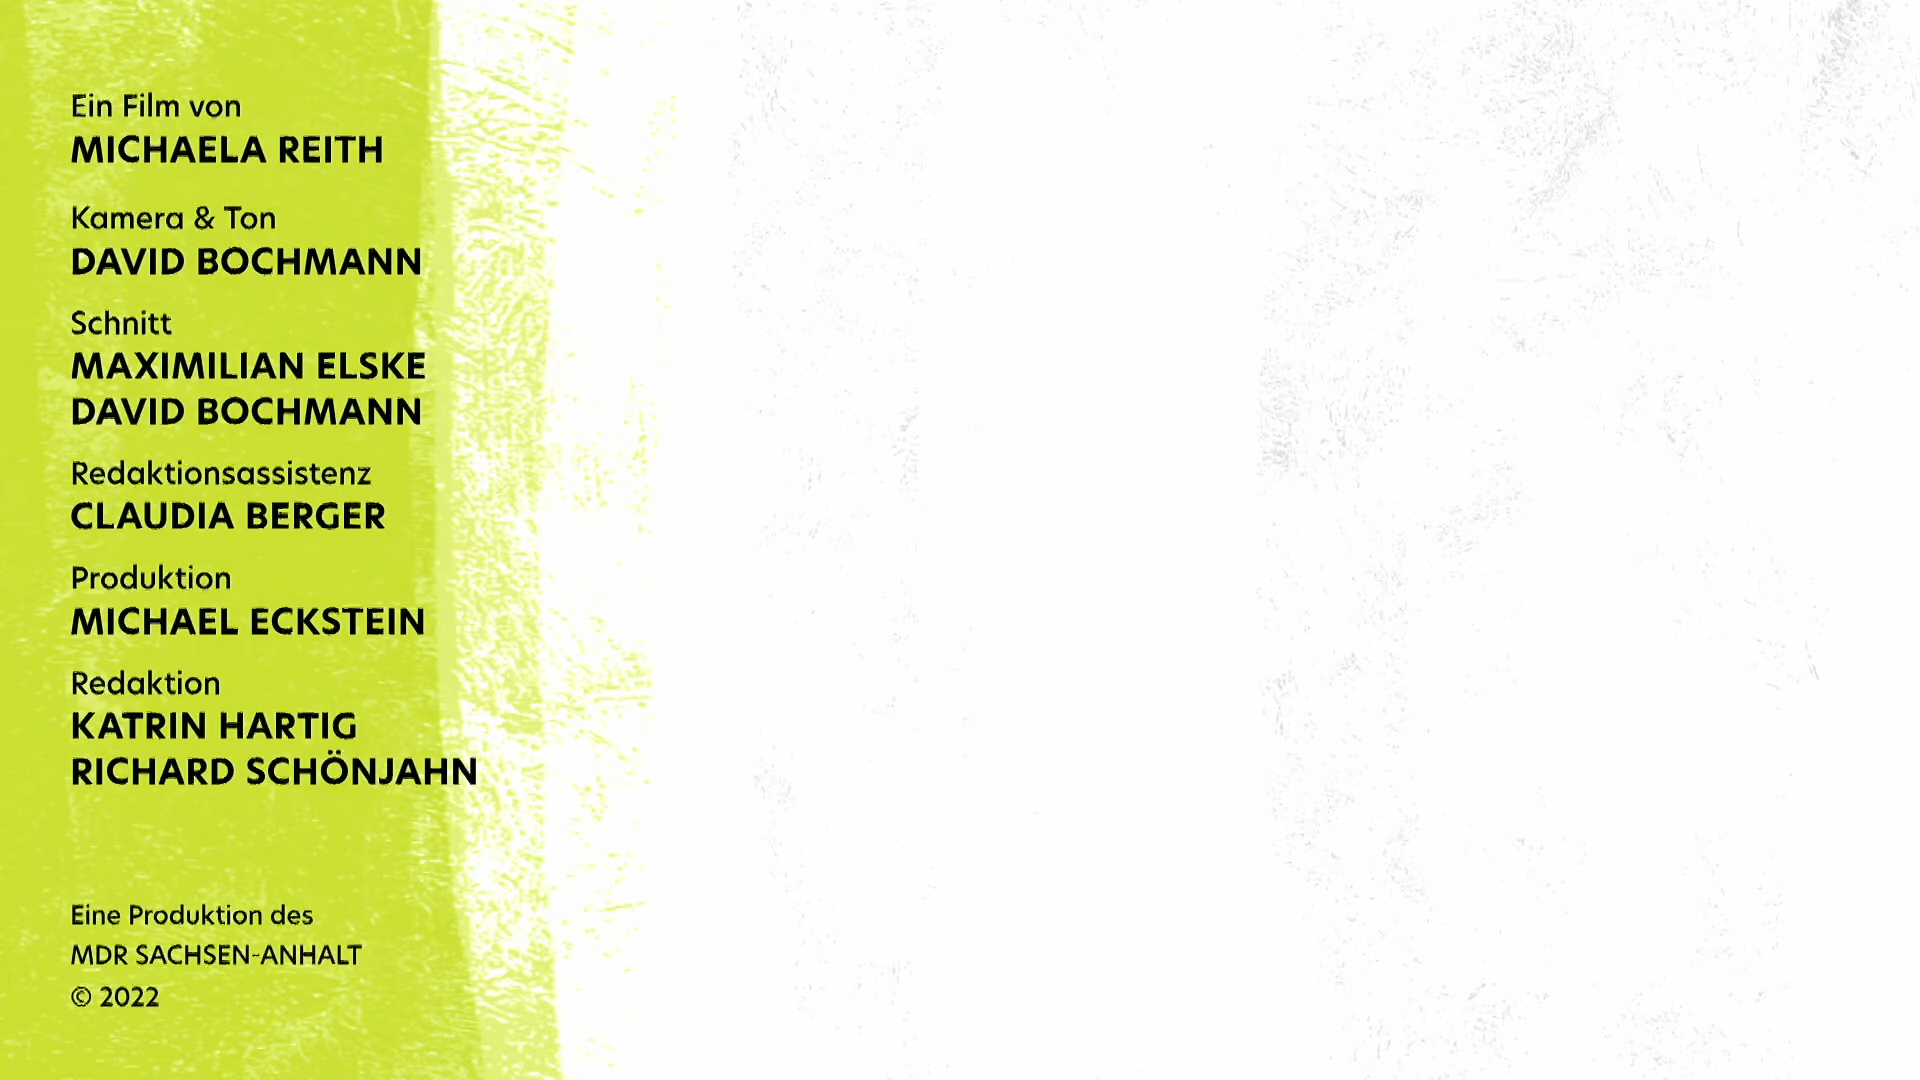 Ein Film von
MICHAELA REITH
Kamera & Ton
DAVID BOCHMANN
Schnitt
MAXIMILIAN ELSKE
DAVID BOCHMANN
Redaktionsassistenz
CLAUDIA BERGER
Produktion
MICHAEL ECKSTEIN
Redaktion
KATRIN HARTIG
RICHARD SCHÖNJAHN
Eine Produktion des
MDR SACHSEN-ANHALT
© 2022